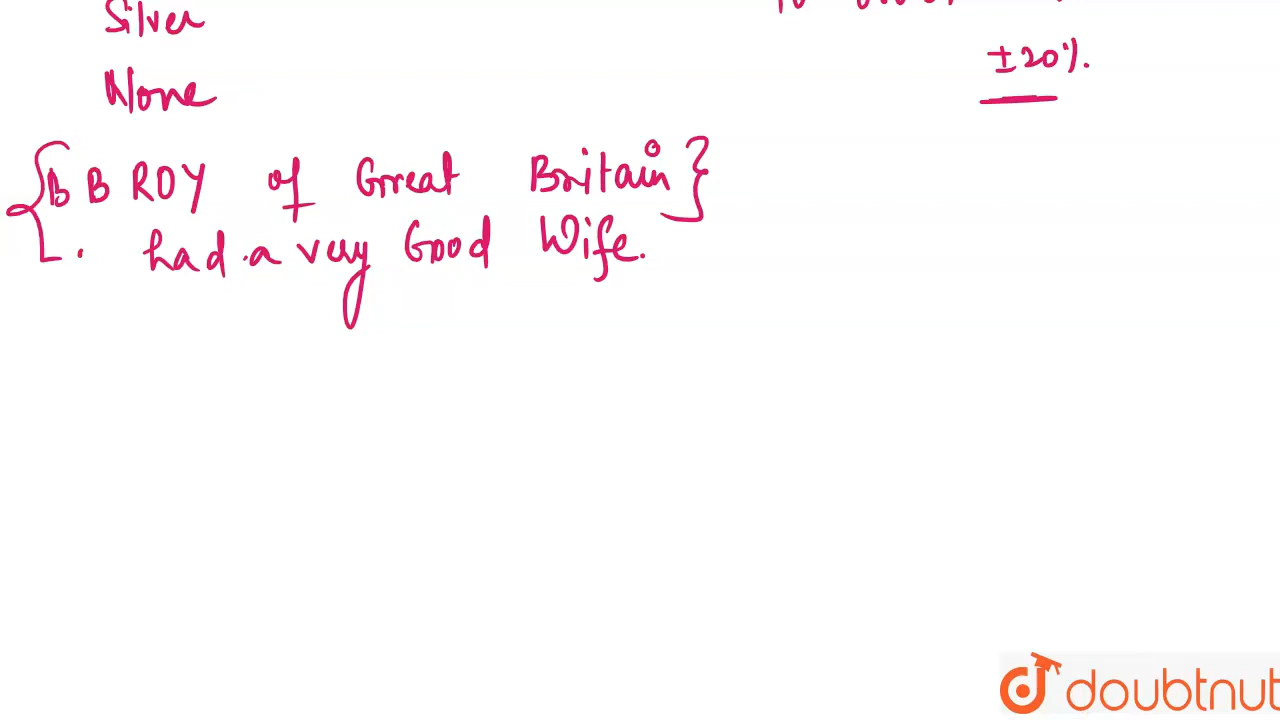 Silver
±20%.
None
B B ROY of Great Britain
had a very Good Wife.
doubtnut